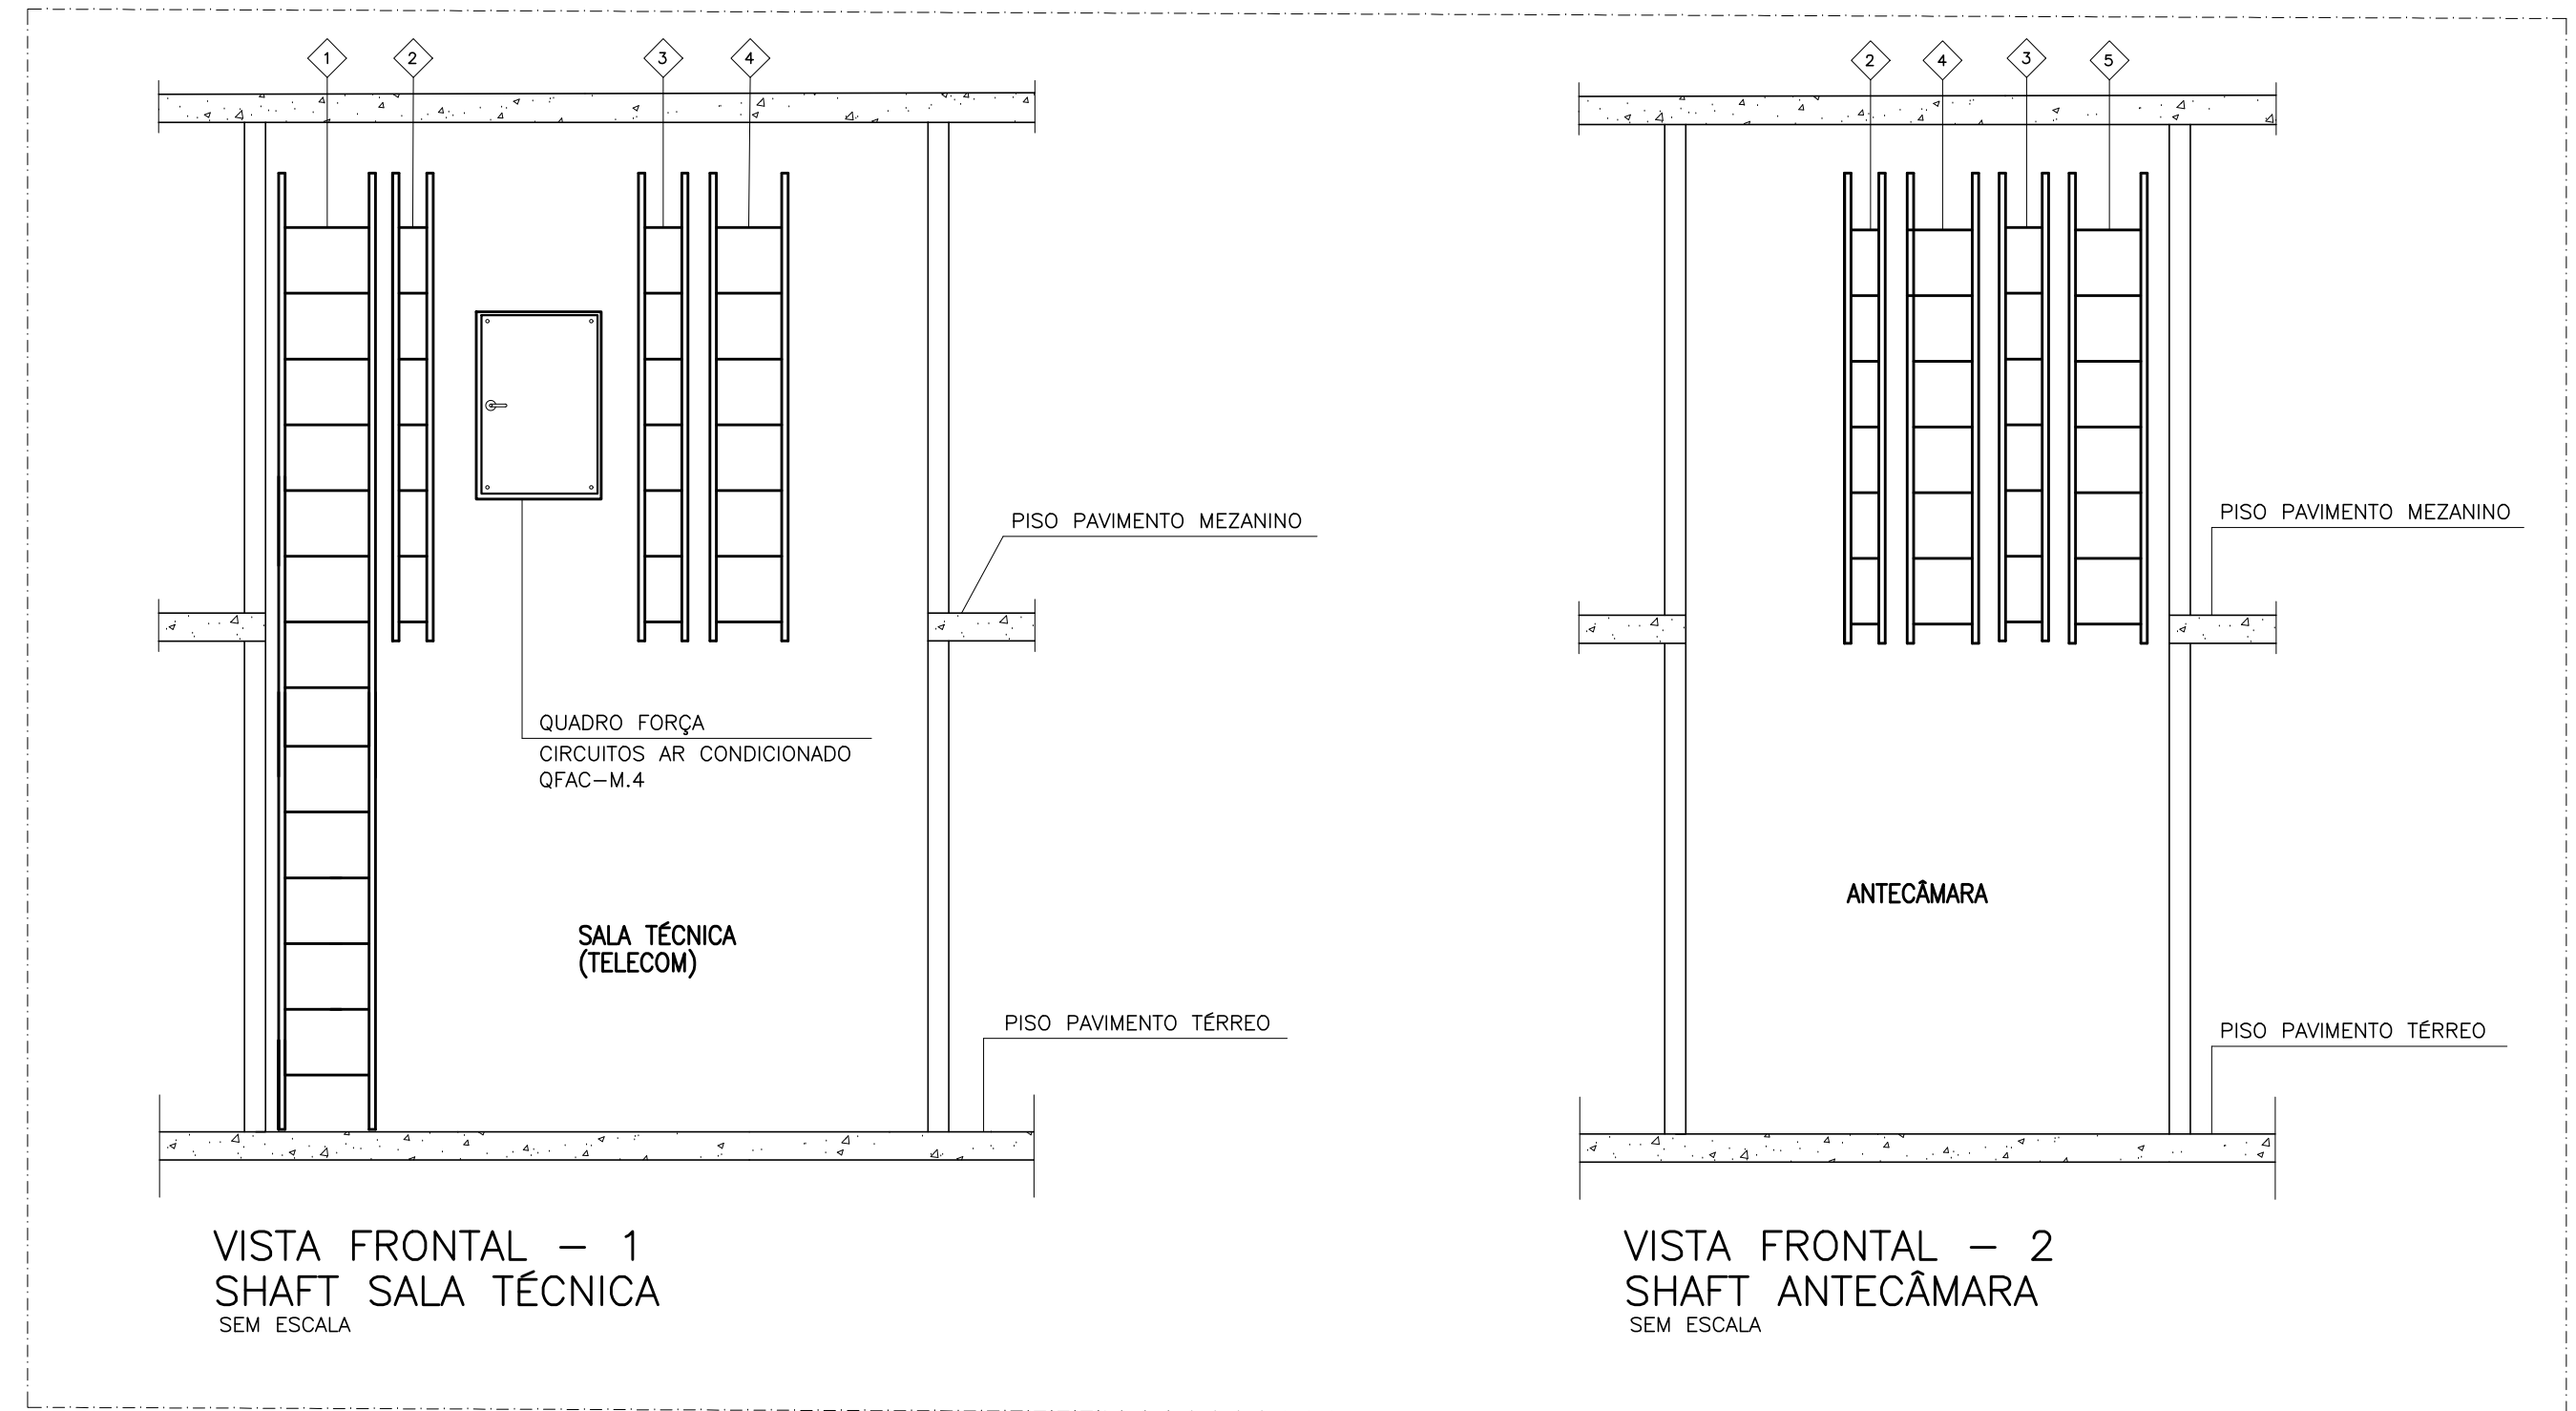 1 2 3 4
PISO PAVIMENTO MEZANINO
QUADRO FORÇA
CIRCUITOS AR CONDICIONADO
QFAC-M.4
SALA TÉCNICA
(TELECOM)
PISO PAVIMENTO TÉRREO
VISTA FRONTAL - 1
SHAFT SALA TÉCNICA
SEM ESCALA
2 4 3 5
PISO PAVIMENTO MEZANINO
ANTECÂMARA
PISO PAVIMENTO TÉRREO
VISTA FRONTAL - 2
SHAFT ANTECÂMARA
SEM ESCALA